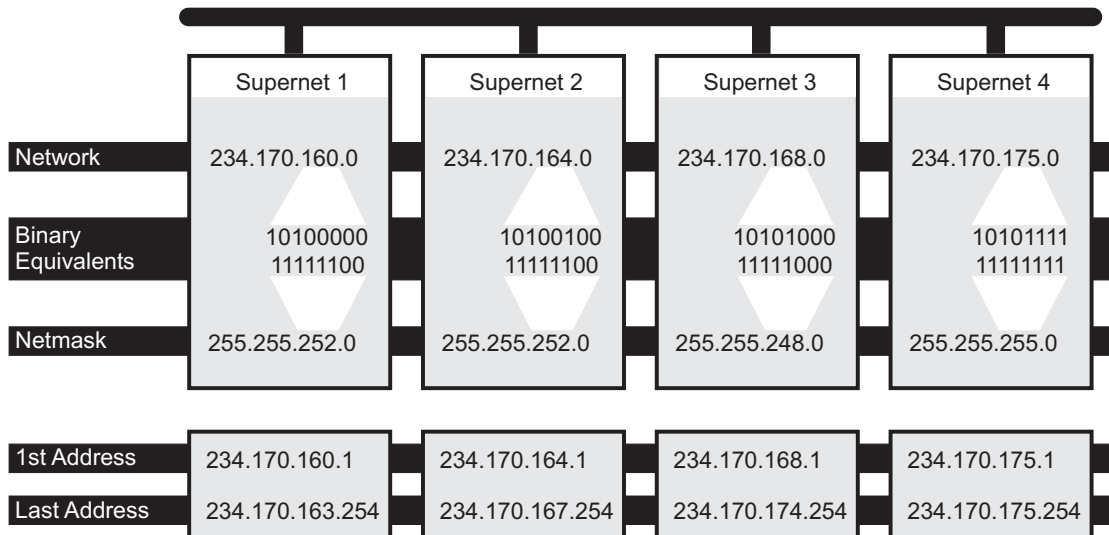 Supernet 1 Supernet 2 Supernet 3 Supernet 4
Network 234.170.160.0 234.170.164.0 234.170.168.0 234.170.175.0
Binary 10100000 10100100 10101000 10101111
Equivalents 11111100 11111100 11111000 11111111
Netmask 255.255.252.0 255.255.252.0 255.255.248.0 255.255.255.0
1st Address 234.170.160.1 234.170.164.1 234.170.168.1 234.170.175.1
Last Address 234.170.163.254 234.170.167.254 234.170.174.254 234.170.175.254